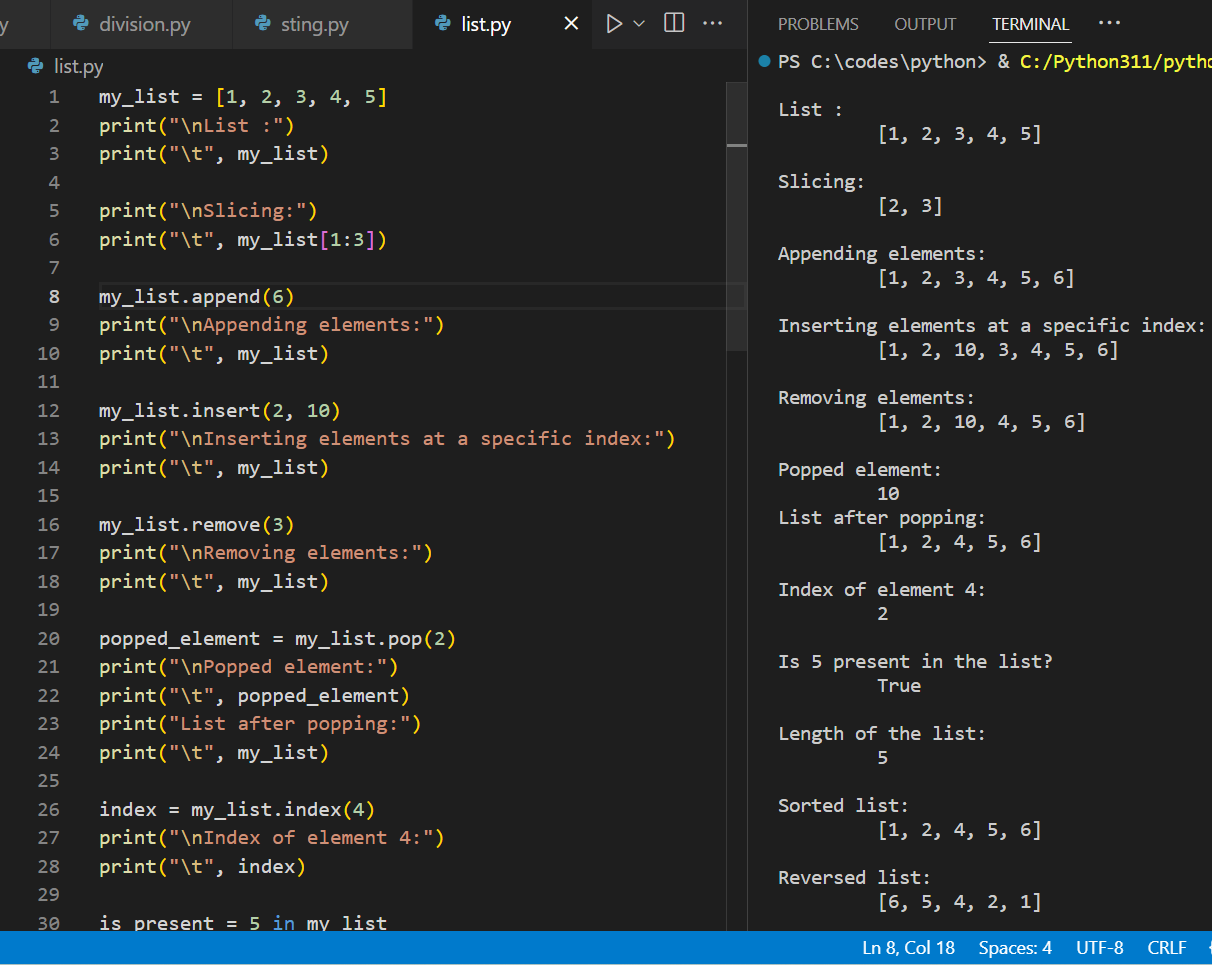 division.py sting.py list.py
list.py
1 my_list = [1, 2, 3, 4, 5]
2 print("\nList :")
3 print("\t", my_list)
4
5 print("\nSlicing:")
6 print("\t", my_list[1:3])
7
8 my_list.append(6)
9 print("\nAppending elements:")
10 print("\t", my_list)
11
12 my_list.insert(2, 10)
13 print("\nInserting elements at a specific index:")
14 print("\t", my_list)
15
16 my_list.remove(3)
17 print("\nRemoving elements:")
18 print("\t", my_list)
19
20 popped_element = my_list.pop(2)
21 print("\nPopped element:")
22 print("\t", popped_element)
23 print("List after popping:")
24 print("\t", my_list)
25
26 index = my_list.index(4)
27 print("\nIndex of element 4:")
28 print("\t", index)
29
30 is_present = 5 in my_list
PROBLEMS OUTPUT TERMINAL
PS C:\codes\python> & C:/Python311/pytho
List :
[1, 2, 3, 4, 5]
Slicing:
[2, 3]
Appending elements:
[1, 2, 3, 4, 5, 6]
Inserting elements at a specific index:
[1, 2, 10, 3, 4, 5, 6]
Removing elements:
[1, 2, 10, 4, 5, 6]
Popped element:
10
List after popping:
[1, 2, 4, 5, 6]
Index of element 4:
2
Is 5 present in the list?
True
Length of the list:
5
Sorted list:
[1, 2, 4, 5, 6]
Reversed list:
[6, 5, 4, 2, 1]
Ln 8, Col 18 Spaces: 4 UTF-8 CRLF